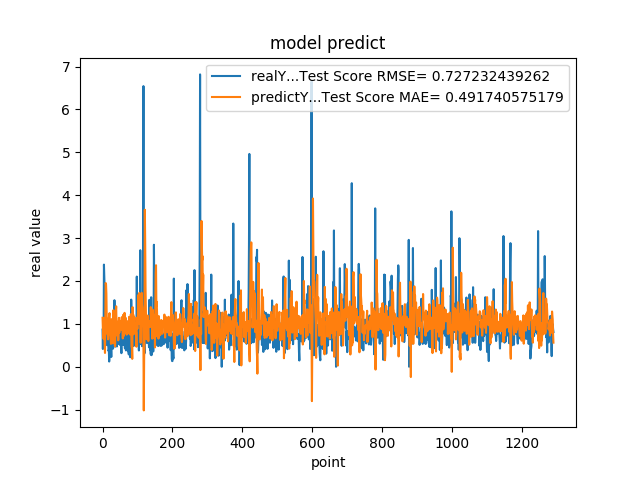 model predict
realY...Test Score RMSE= 0.727232439262
predictY...Test Score MAE= 0.491740575179
real value
7
6
5
4
3
2
1
0
−1
0 200 400 600 800 1000 1200
point